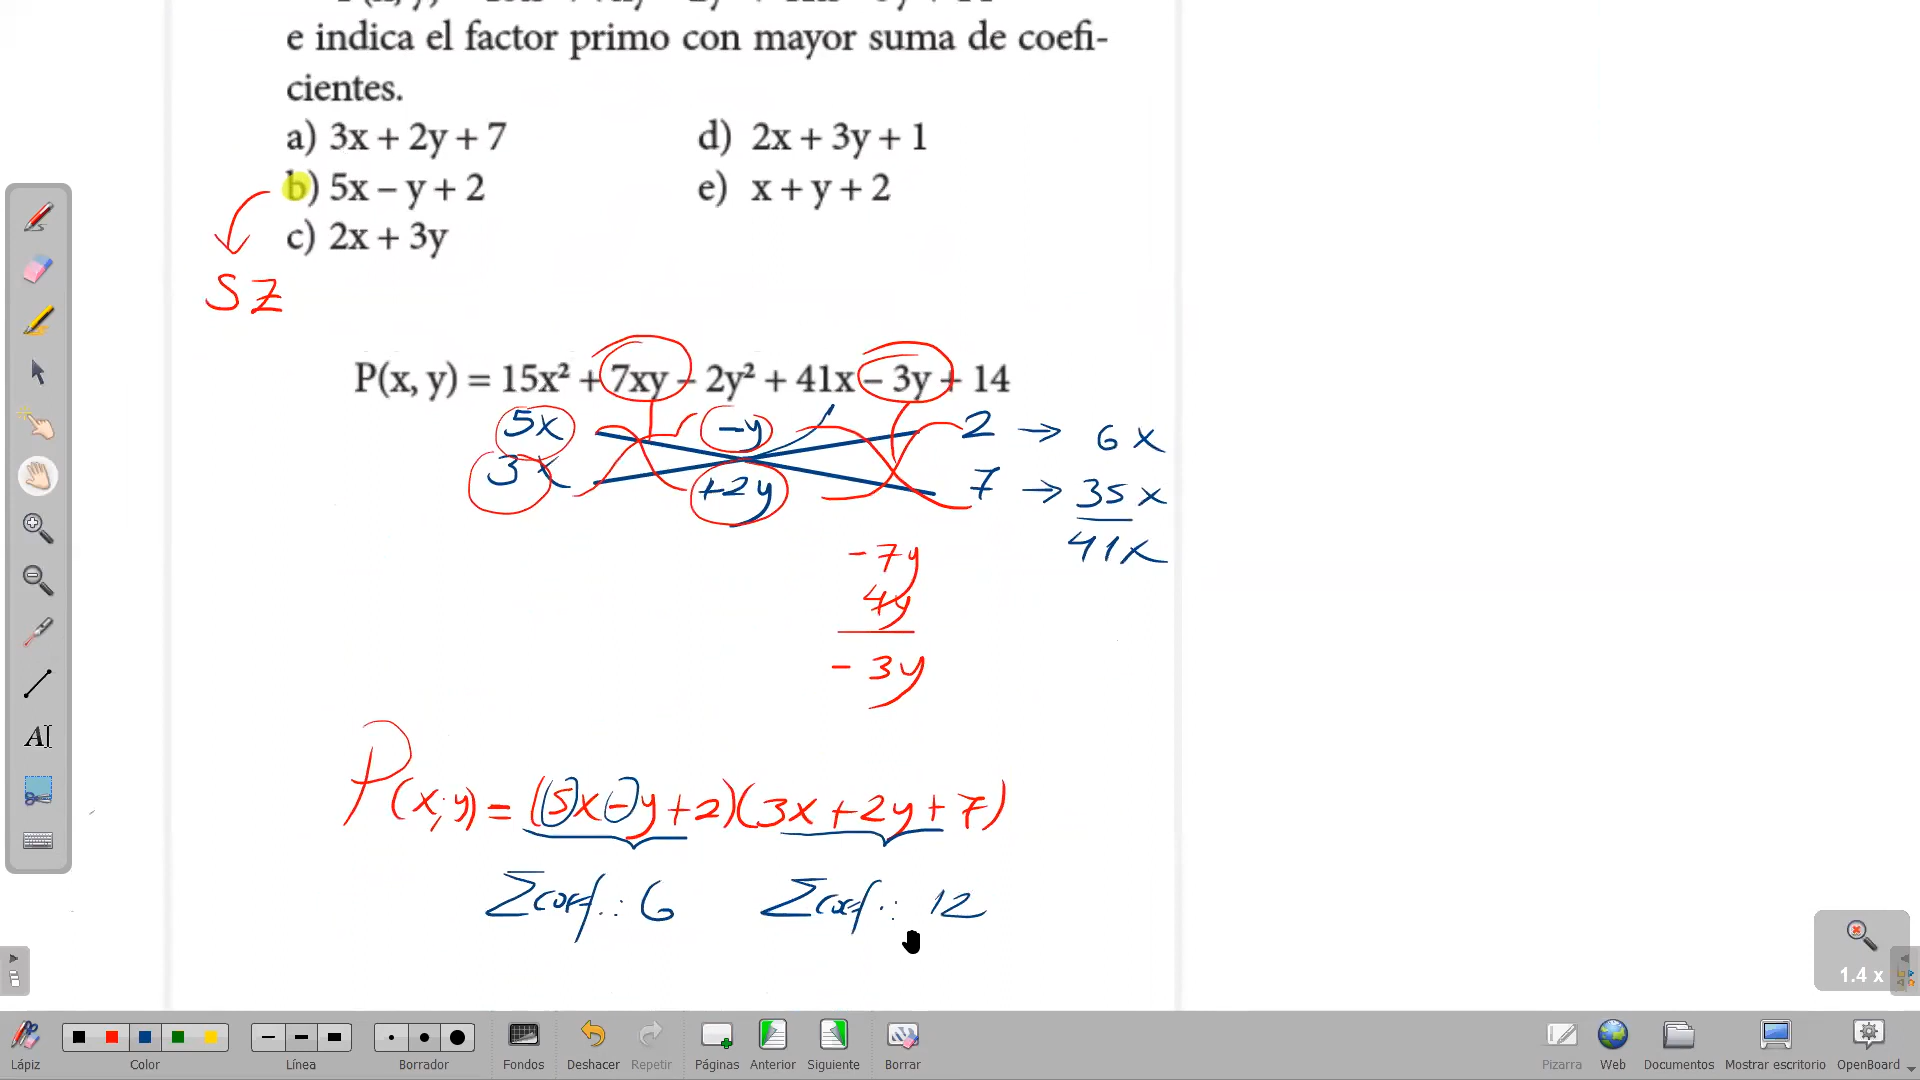 e indica el factor primo con mayor suma de coefi-
cientes.
a) 3x + 2y + 7
d) 2x + 3y + 1
b) 5x – y + 2
e) x + y + 2
c) 2x + 3y
SZ
P(x, y) = 15x² + 7xy – 2y² + 41x – 3y + 14
5x -y 2 → 6x
3x +2y 7 → 35x
41x
-7y
4y
-3y
P(x;y) = (5x-y+2)(3x+2y+7)
Σcoef.: 6 Σcoef.: 12
1.4 x
Lápiz
Color
Línea
Borrador
Fondos
Deshacer
Repetir
Páginas
Anterior
Siguiente
Borrar
Pizarra
Web
Documentos
Mostrar escritorio
OpenBoard